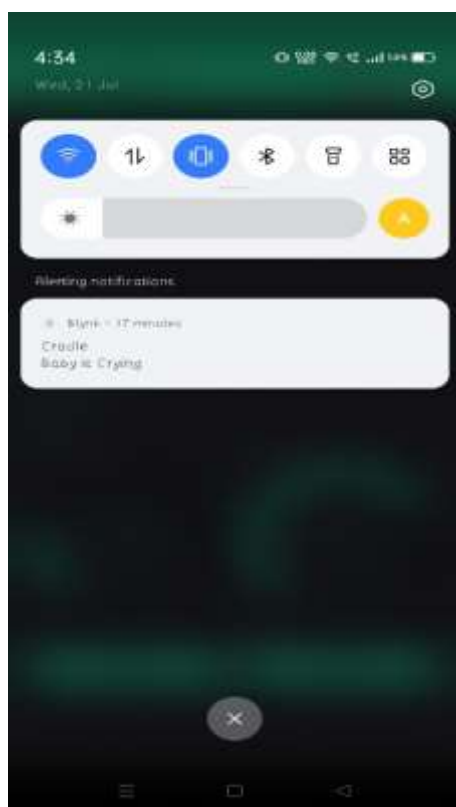 4:34
Wed, 21 Jul
A
Alerting notifications
Blynk • 17 minutes
Cradle
Baby is Crying